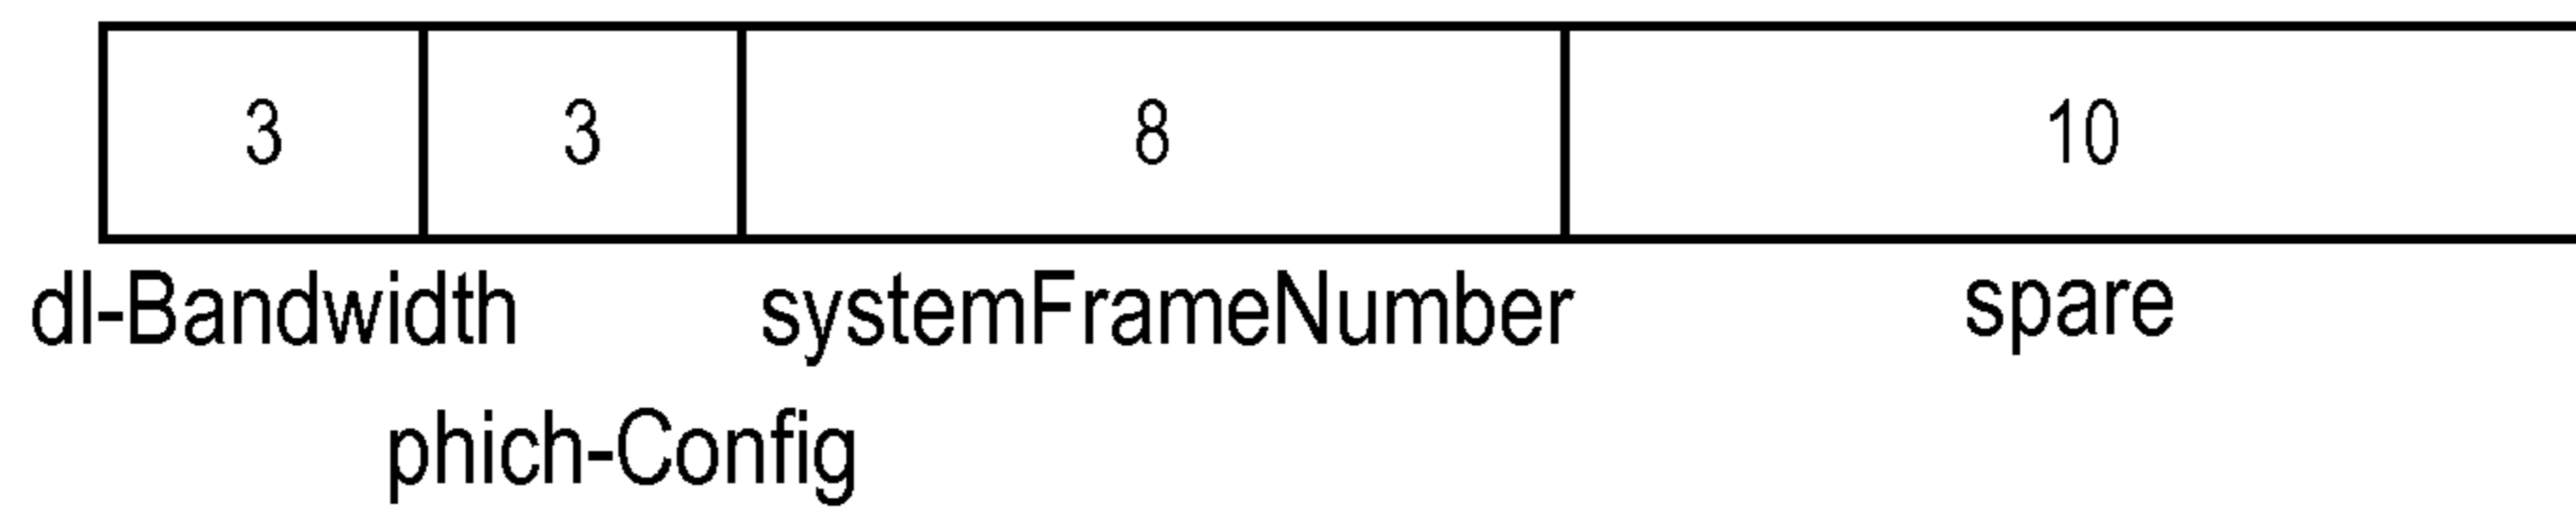 3 3 8 10
dl-Bandwidth systemFrameNumber spare
phich-Config